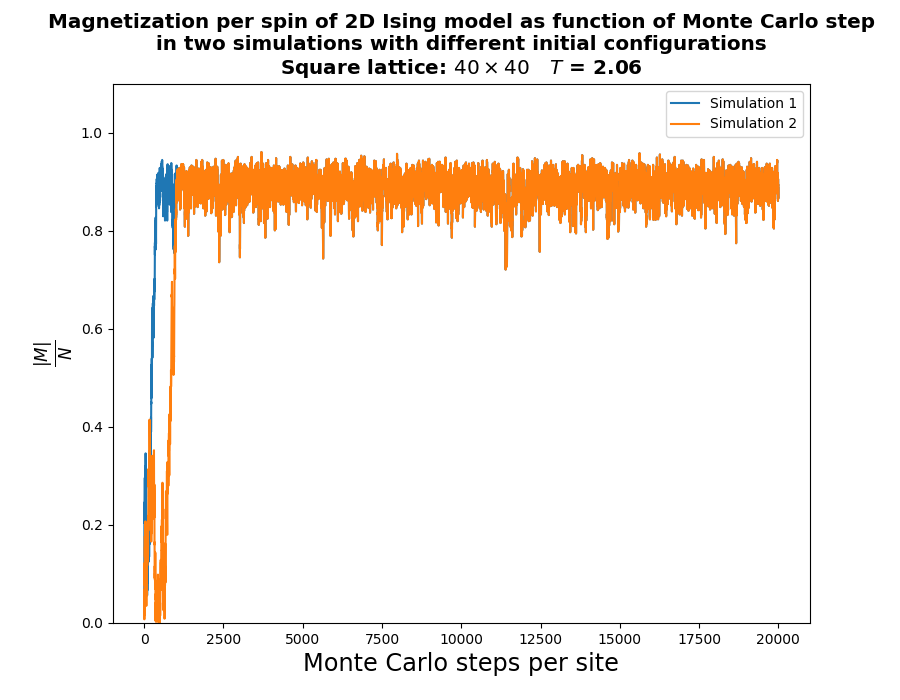 Magnetization per spin of 2D Ising model as function of Monte Carlo step
in two simulations with different initial configurations
Square lattice: 40 × 40 T = 2.06
Simulation 1
Simulation 2
1.0
0.8
0.6
0.4
0.2
0.0
|M|
N
0 2500 5000 7500 10000 12500 15000 17500 20000
Monte Carlo steps per site